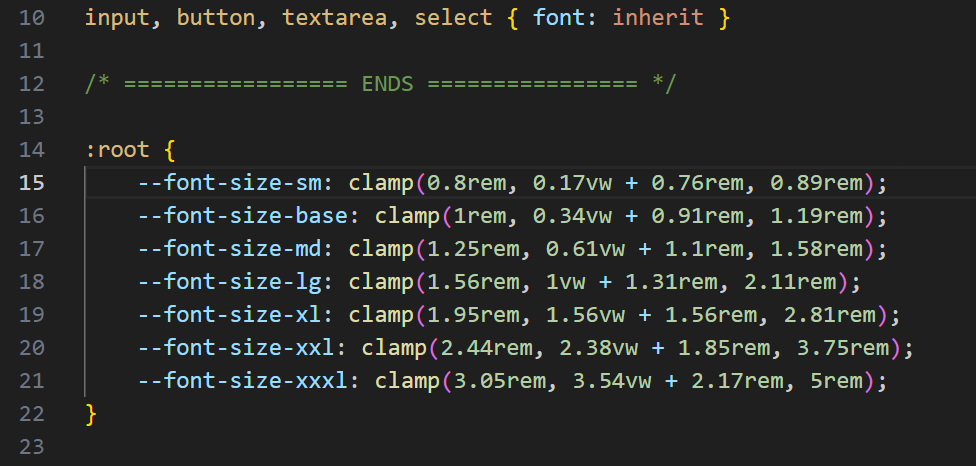 10 input, button, textarea, select { font: inherit }
11
12 /* ================= ENDS ================ */
13
14 :root {
15     --font-size-sm: clamp(0.8rem, 0.17vw + 0.76rem, 0.89rem);
16     --font-size-base: clamp(1rem, 0.34vw + 0.91rem, 1.19rem);
17     --font-size-md: clamp(1.25rem, 0.61vw + 1.1rem, 1.58rem);
18     --font-size-lg: clamp(1.56rem, 1vw + 1.31rem, 2.11rem);
19     --font-size-xl: clamp(1.95rem, 1.56vw + 1.56rem, 2.81rem);
20     --font-size-xxl: clamp(2.44rem, 2.38vw + 1.85rem, 3.75rem);
21     --font-size-xxxl: clamp(3.05rem, 3.54vw + 2.17rem, 5rem);
22 }
23